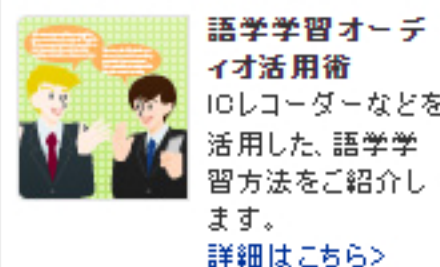 語学学習オーデ
ィオ活用術
ICレコーダーなどを
活用した、語学学
習方法をご紹介し
ます。
詳細はこちら>